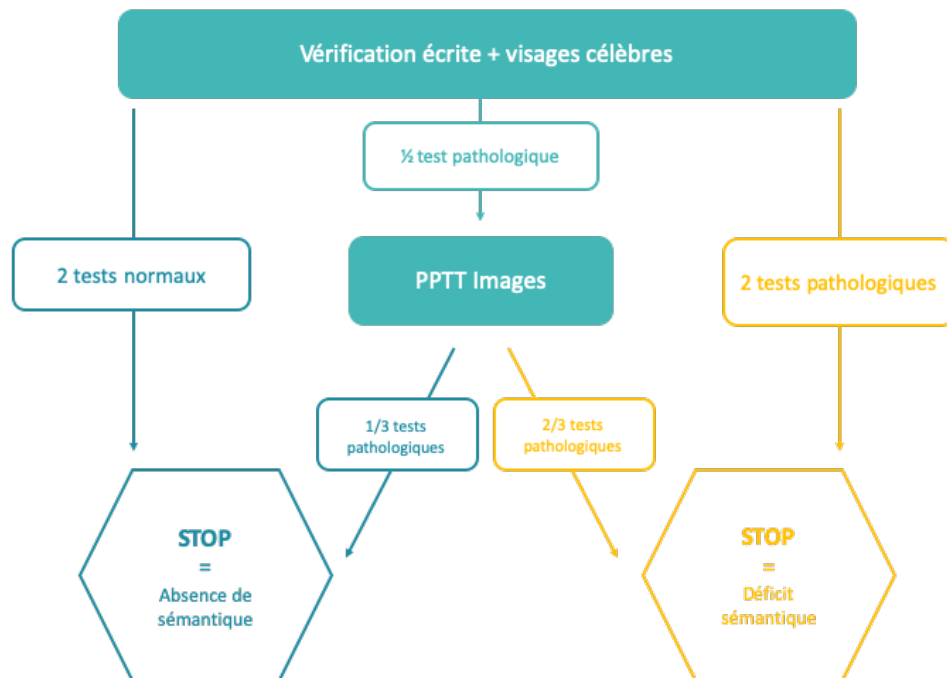 Vérification écrite + visages célèbres
½ test pathologique
2 tests normaux
PPTT Images
2 tests pathologiques
1/3 tests
pathologiques
2/3 tests
pathologiques
STOP
=
Absence de
sémantique
STOP
=
Déficit
sémantique